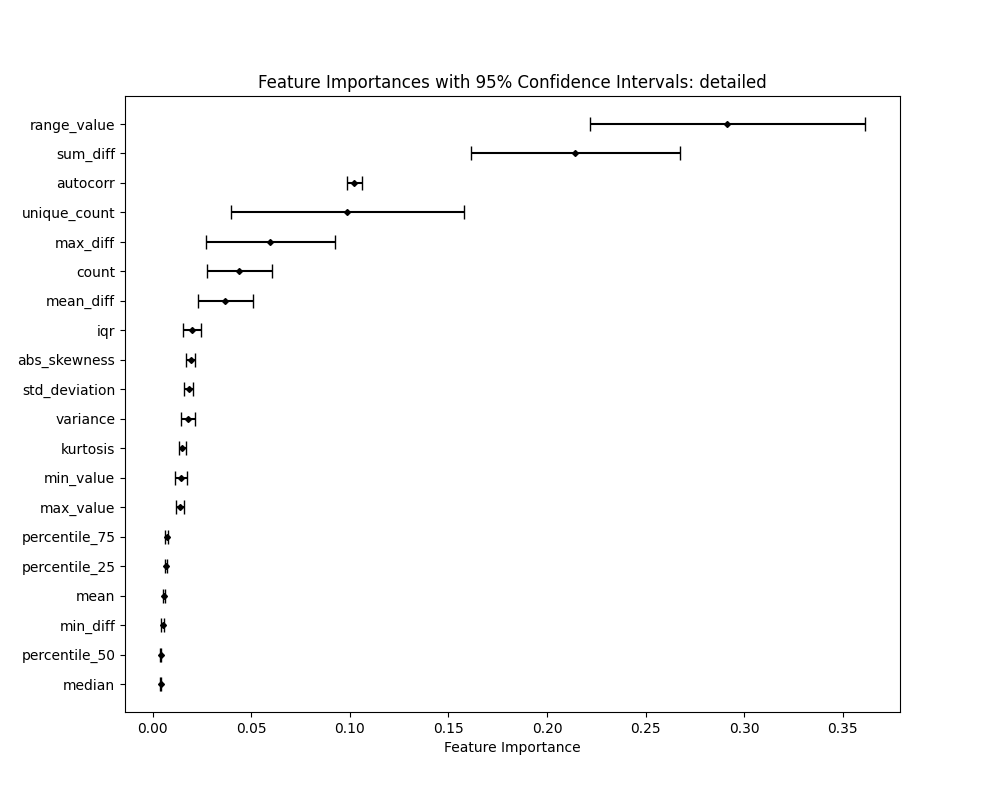 Feature Importances with 95% Confidence Intervals: detailed
range_value
sum_diff
autocorr
unique_count
max_diff
count
mean_diff
iqr
abs_skewness
std_deviation
variance
kurtosis
min_value
max_value
percentile_75
percentile_25
mean
min_diff
percentile_50
median
0.00 0.05 0.10 0.15 0.20 0.25 0.30 0.35
Feature Importance